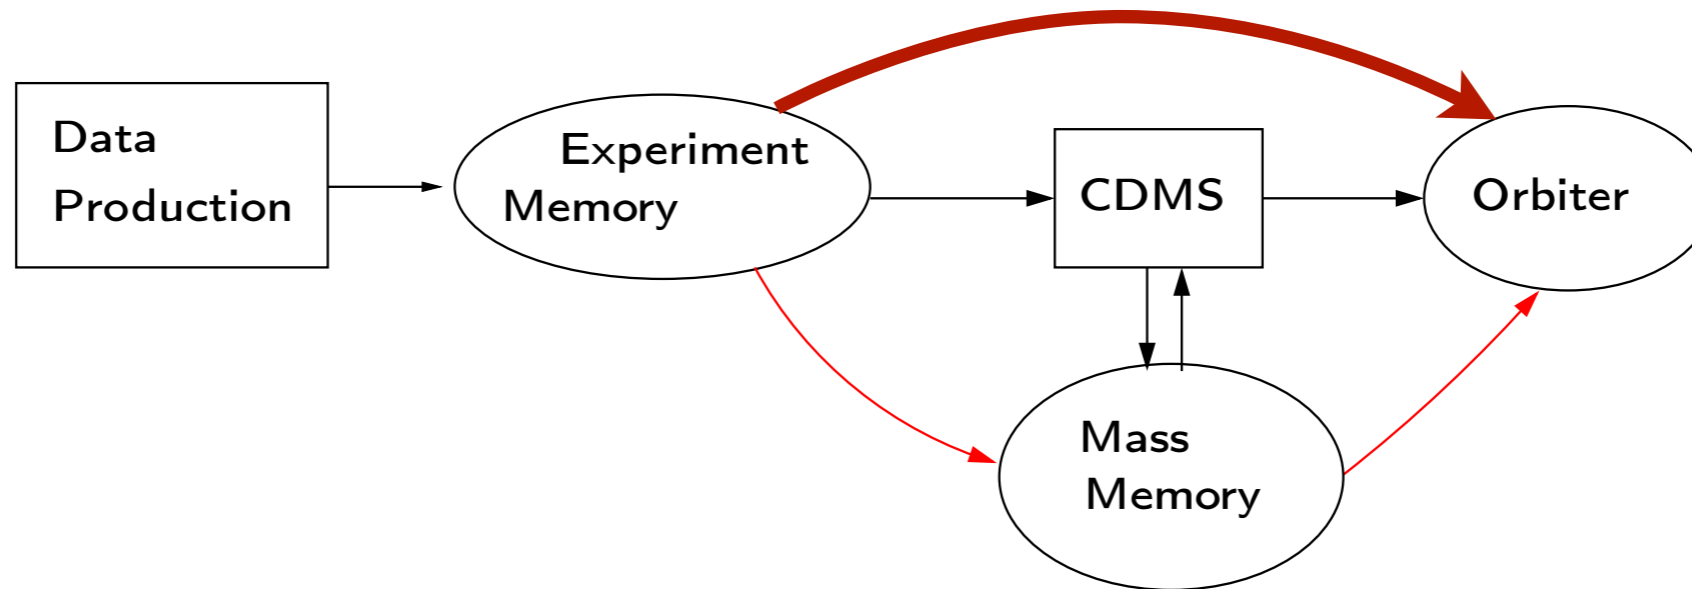 Data
Production
Experiment
Memory
CDMS
Orbiter
Mass
Memory